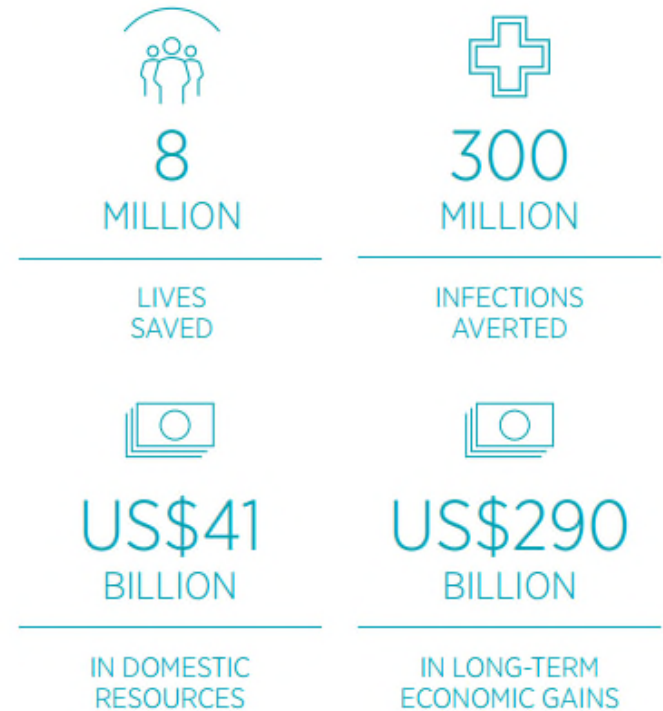 8
MILLION
LIVES
SAVED
300
MILLION
INFECTIONS
AVERTED
US$41
BILLION
IN DOMESTIC
RESOURCES
US$290
BILLION
IN LONG-TERM
ECONOMIC GAINS